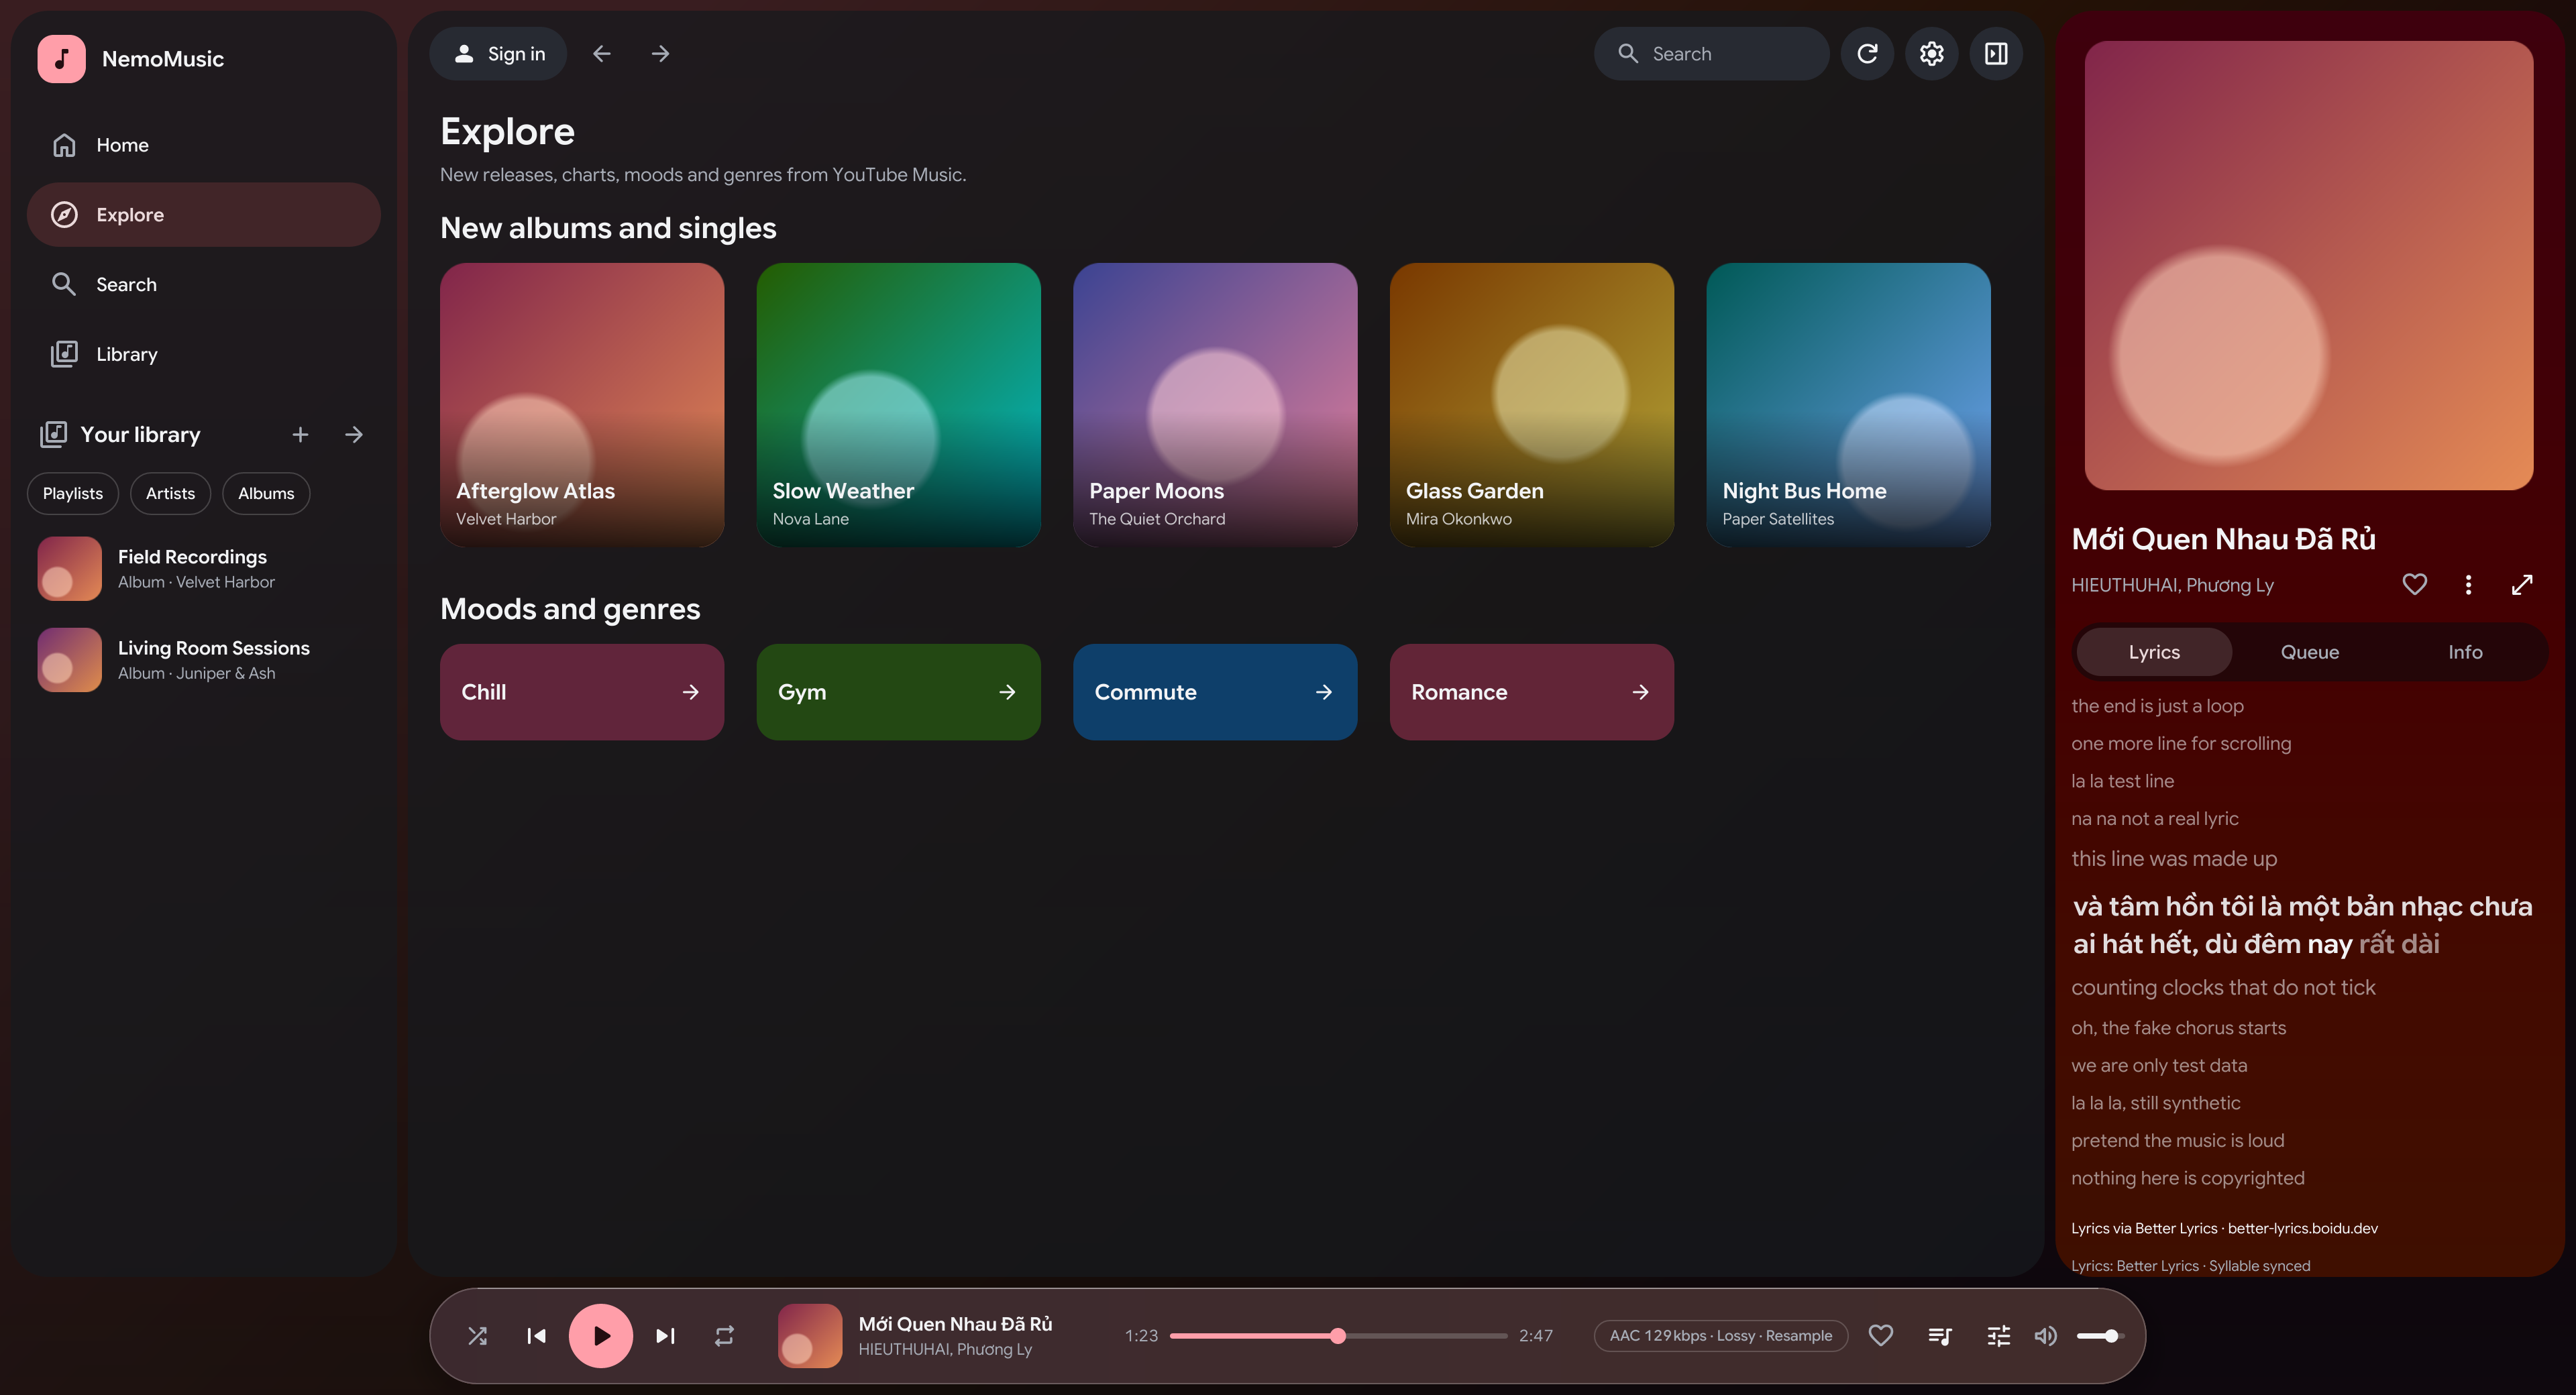 NemoMusic
Home
Explore
Search
Library
Your library
Playlists
Artists
Albums
Field Recordings
Album · Velvet Harbor
Living Room Sessions
Album · Juniper & Ash
Sign in
Search
Explore
New releases, charts, moods and genres from YouTube Music.
New albums and singles
Afterglow Atlas
Velvet Harbor
Slow Weather
Nova Lane
Paper Moons
The Quiet Orchard
Glass Garden
Mira Okonkwo
Night Bus Home
Paper Satellites
Moods and genres
Chill
Gym
Commute
Romance
Mới Quen Nhau Đã Rủ
HIEUTHUHAI, Phương Ly
Lyrics
Queue
Info
the end is just a loop
one more line for scrolling
la la test line
na na not a real lyric
this line was made up
và tâm hồn tôi là một bản nhạc chưa
ai hát hết, dù đêm nay rất dài
counting clocks that do not tick
oh, the fake chorus starts
we are only test data
la la la, still synthetic
pretend the music is loud
nothing here is copyrighted
Lyrics via Better Lyrics · better-lyrics.boidu.dev
Lyrics: Better Lyrics · Syllable synced
Mới Quen Nhau Đã Rủ
HIEUTHUHAI, Phương Ly
1:23
2:47
AAC 129 kbps · Lossy · Resample